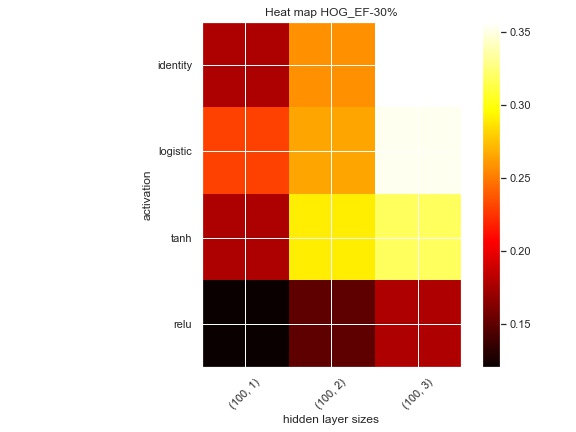 Heat map HOG_EF-30%
activation
identity
logistic
tanh
relu
(100, 1)
(100, 2)
(100, 3)
hidden layer sizes
0.35
0.30
0.25
0.20
0.15